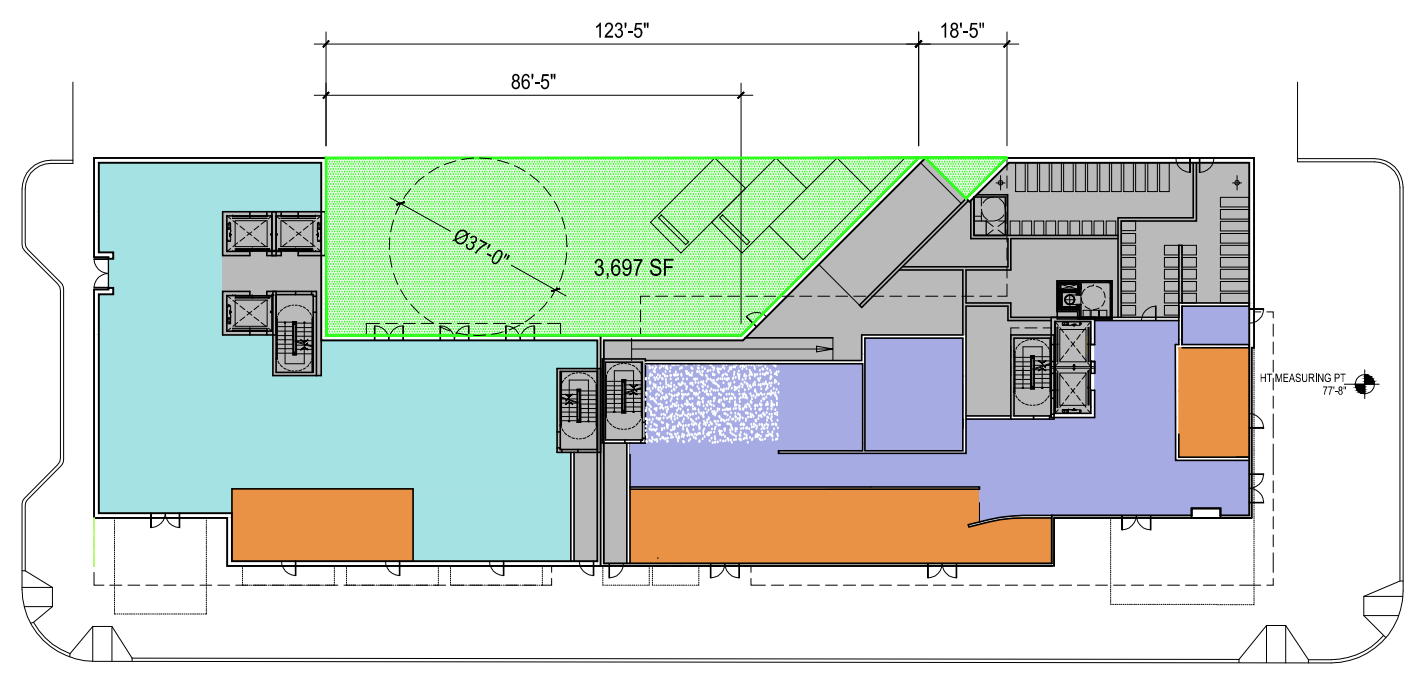 123'-5"
18'-5"
86'-5"
Ø37'-0"
3,697 SF
HT MEASURING PT
77'-8"